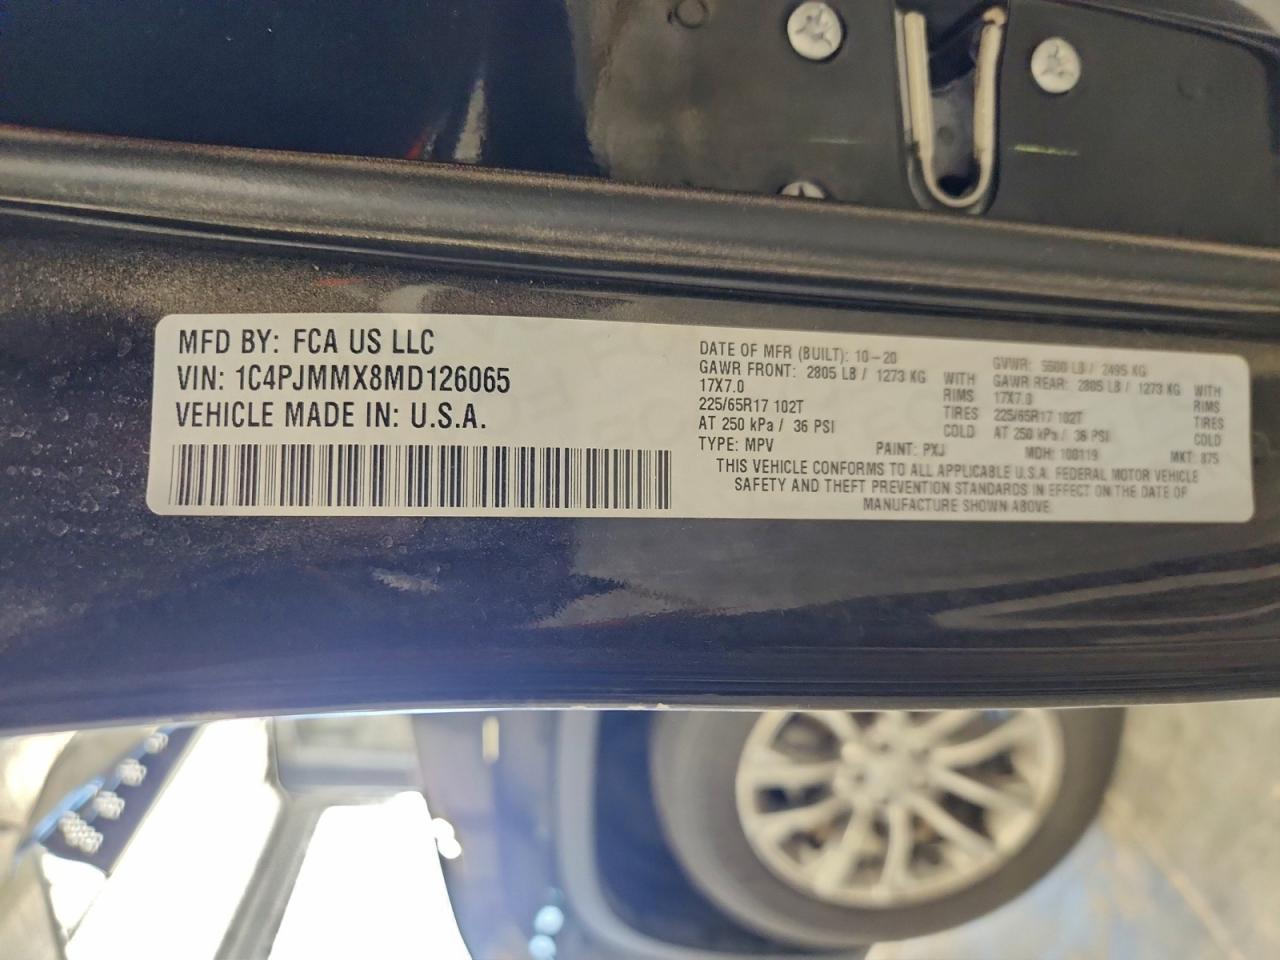 MFD BY: FCA US LLC
VIN: 1C4PJMMX8MD126065
VEHICLE MADE IN: U.S.A.
DATE OF MFR (BUILT): 10-20 GVWR: 5500 LB / 2495 KG
GAWR FRONT: 2805 LB / 1273 KG WITH GAWR REAR: 2805 LB / 1273 KG WITH
17X7.0 RIMS 17X7.0 RIMS
225/65R17 102T TIRES 225/65R17 102T TIRES
AT 250 kPa / 36 PSI COLD AT 250 kPa / 36 PSI COLD
TYPE: MPV PAINT: PXJ MDH: 100119 MKT: 875
THIS VEHICLE CONFORMS TO ALL APPLICABLE U.S.A. FEDERAL MOTOR VEHICLE
SAFETY AND THEFT PREVENTION STANDARDS IN EFFECT ON THE DATE OF
MANUFACTURE SHOWN ABOVE.